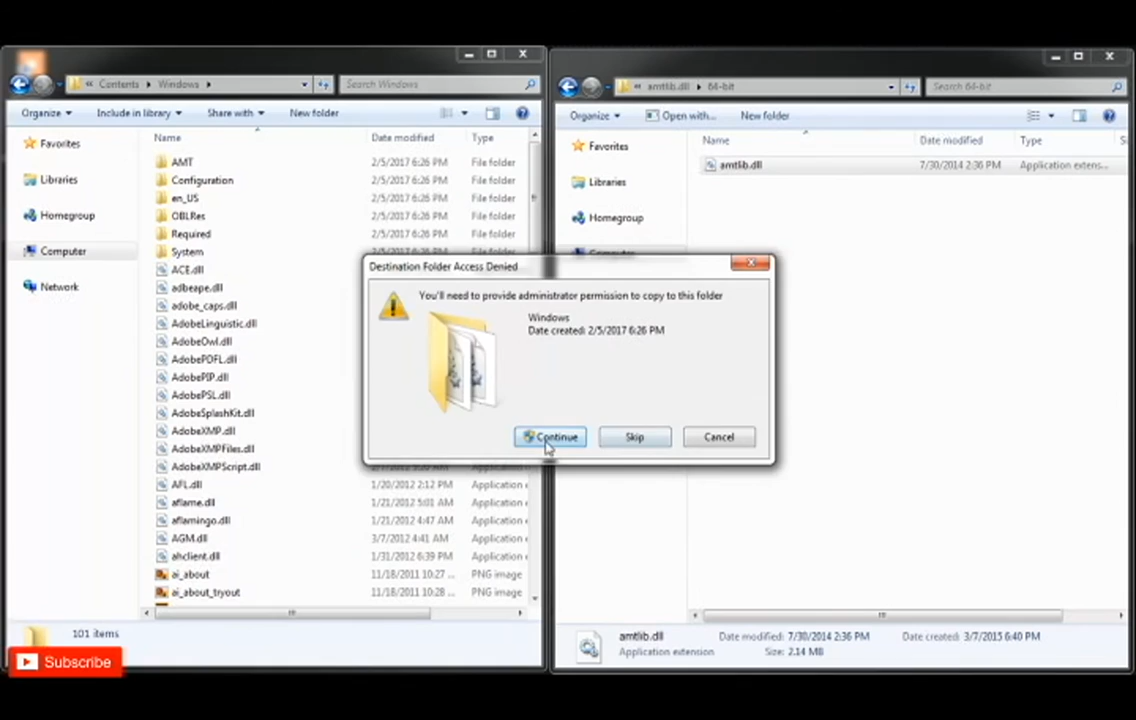 Contents
Windows
Search Windows
Organize
Include in library
Share with
New folder
Name
Date modified
Type
Favorites
Libraries
Homegroup
Computer
Network
AMT 2/5/2017 6:26 PM File folder
Configuration 2/5/2017 6:26 PM File folder
en_US 2/5/2017 6:26 PM File folder
OBLRes 2/5/2017 6:26 PM File folder
Required 2/5/2017 6:26 PM File folder
System
ACE.dll
adbeape.dll
adobe_caps.dll
AdobeLinguistic.dll
AdobeOwl.dll
AdobePDFL.dll
AdobePIP.dll
AdobePSL.dll
AdobeSplashKit.dll
AdobeXMP.dll
AdobeXMPFiles.dll
AdobeXMPScript.dll
AFL.dll 1/20/2012 2:12 PM Application e
aflame.dll 1/21/2012 5:01 AM Application e
aflamingo.dll 1/21/2012 4:47 AM Application e
AGM.dll 3/7/2012 4:41 AM Application e
ahclient.dll 1/31/2012 6:39 PM Application e
ai_about 11/18/2011 10:27 ... PNG image
ai_about_tryout 11/18/2011 10:28 ... PNG image
101 items
Subscribe
amtlib.dll
64-bit
Search 64-bit
Organize
Open with...
New folder
Name
Date modified
Type
S
Favorites
Libraries
Homegroup
amtlib.dll 7/30/2014 2:36 PM Application extens...
Destination Folder Access Denied
You'll need to provide administrator permission to copy to this folder
Windows
Date created: 2/5/2017 6:26 PM
Continue
Skip
Cancel
amtlib.dll Date modified: 7/30/2014 2:36 PM Date created: 3/7/2015 6:40 PM
Application extension Size: 2.14 MB